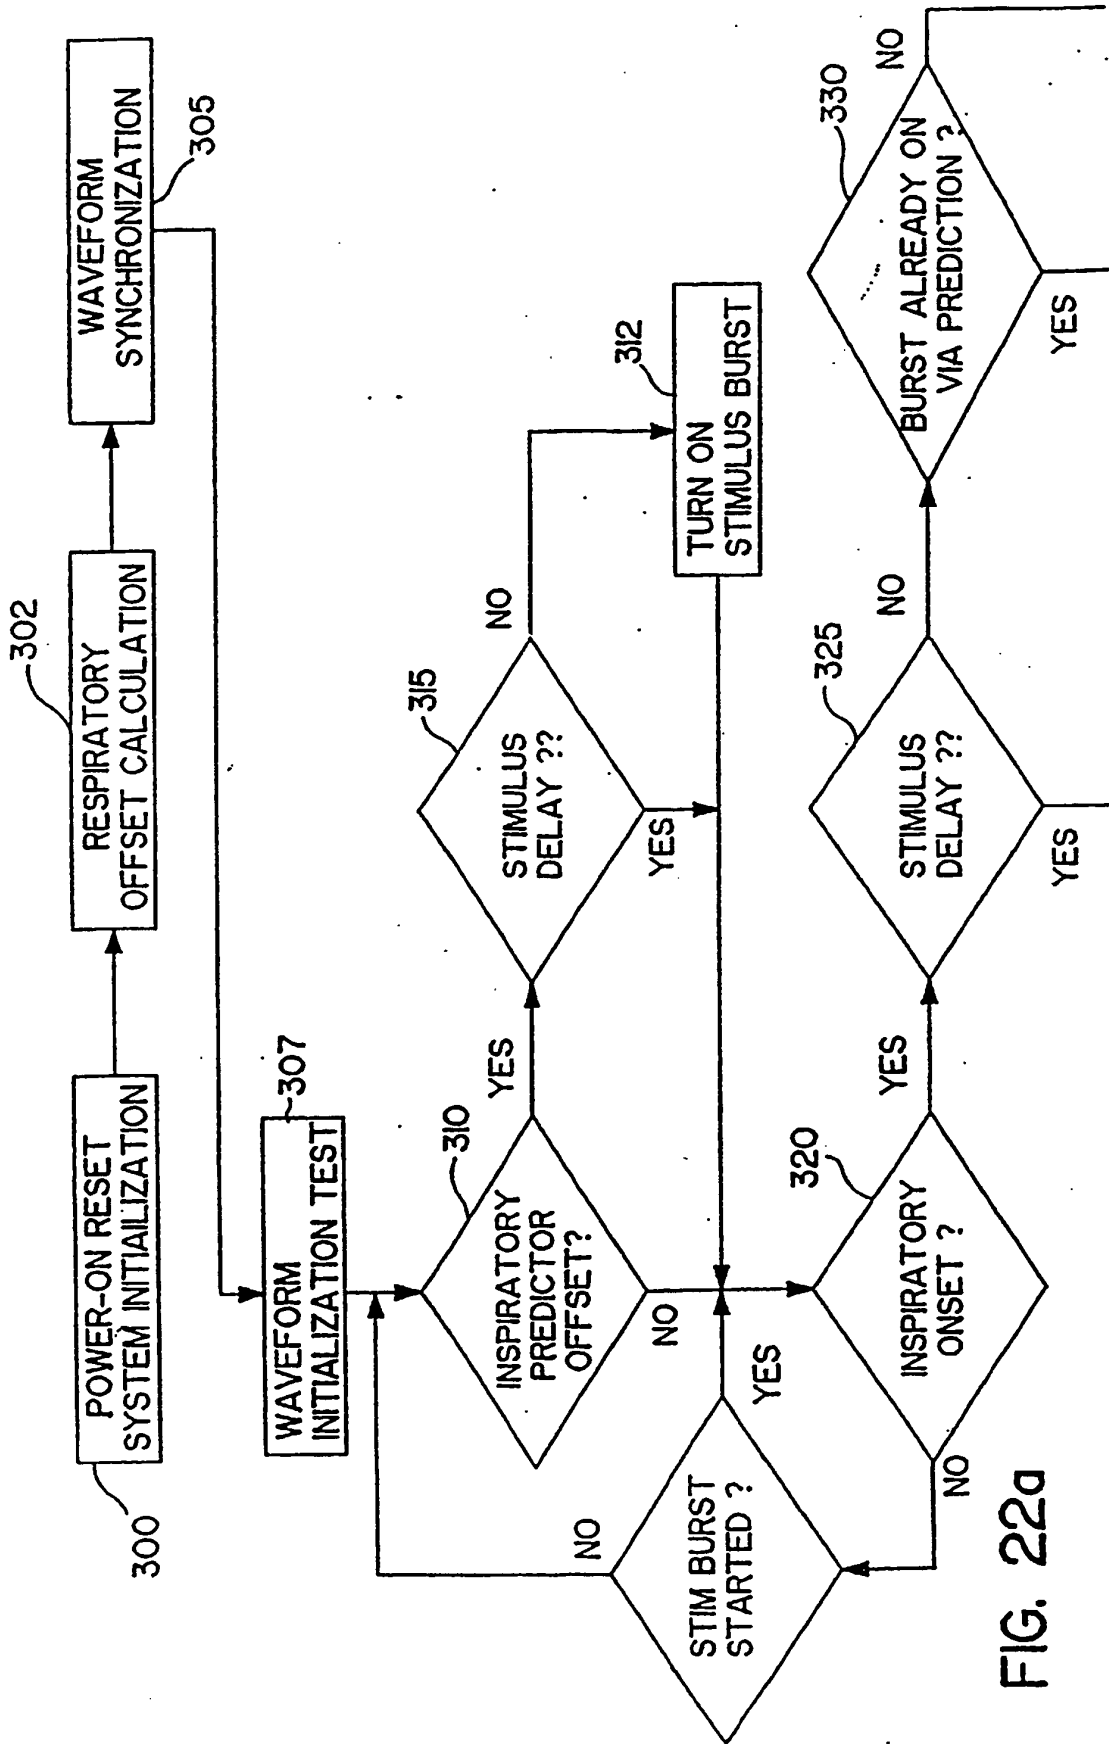 300
POWER-ON RESET
SYSTEM INITIAILIZATION
302
RESPIRATORY
OFFSET CALCULATION
WAVEFORM
SYNCHRONIZATION
305
WAVEFORM
INITIALIZATION TEST
307
INSPIRATORY
PREDICTOR
OFFSET?
310
YES
NO
STIMULUS
DELAY ??
315
NO
YES
TURN ON
STIMULUS BURST
312
STIM BURST
STARTED ?
NO
YES
INSPIRATORY
ONSET ?
320
YES
NO
STIMULUS
DELAY ??
325
NO
YES
BURST ALREADY ON
VIA PREDICTION ?
330
NO
YES
FIG. 22a